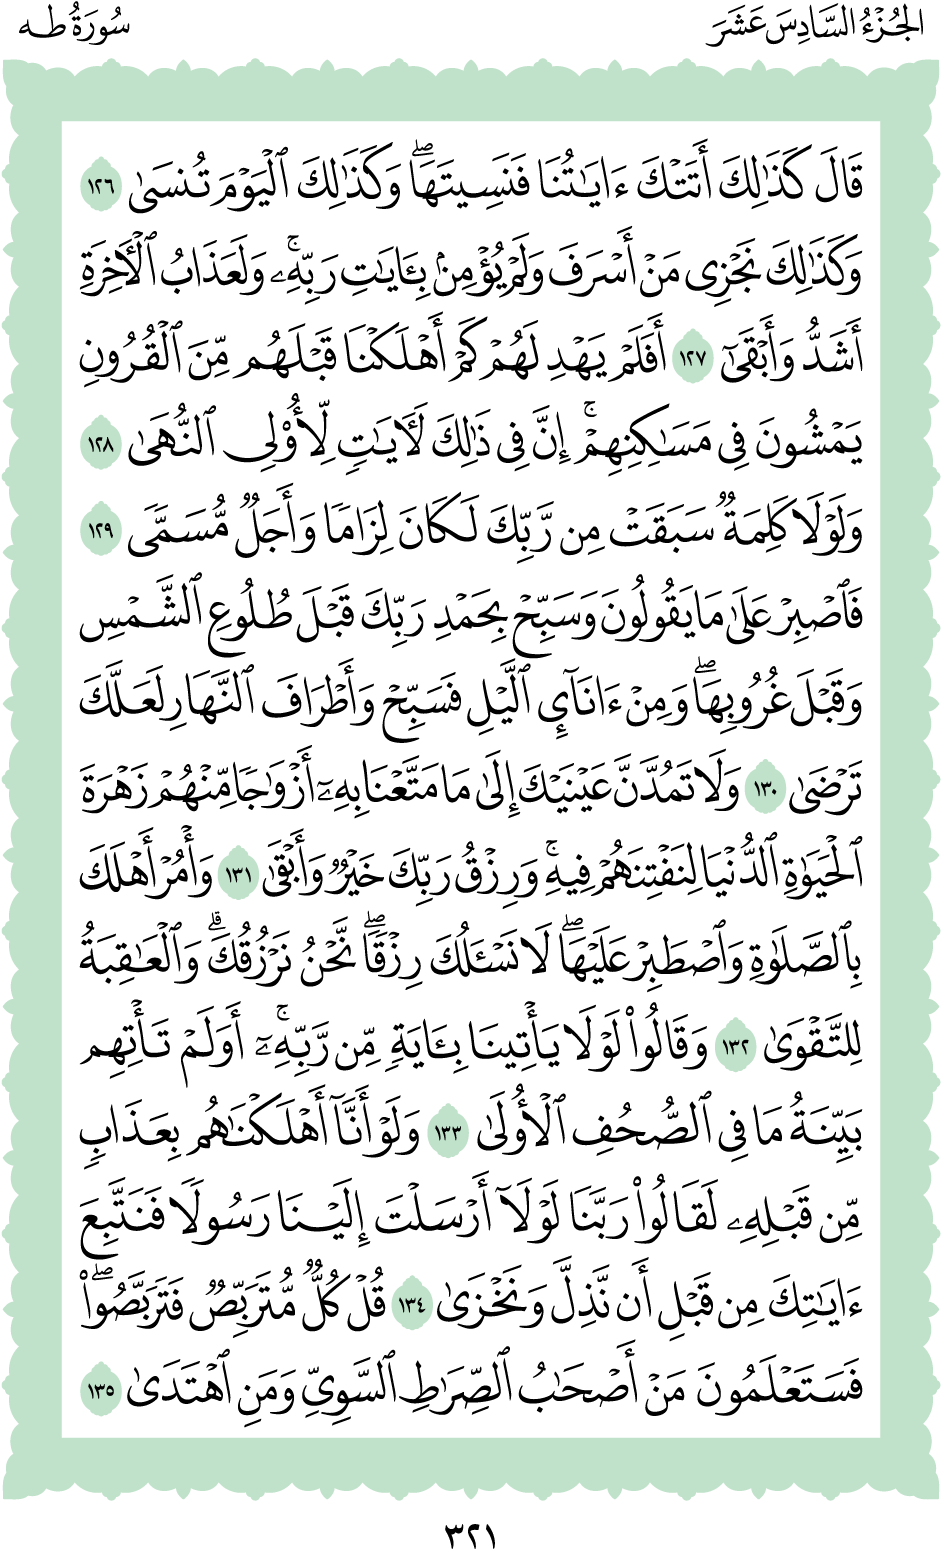 الجُزْءُ السَّادِسَ عَشَرَ
سُورَةُ طه
قَالَ كَذَٰلِكَ أَتَتْكَ ءَايَٰتُنَا فَنَسِيتَهَاۖ وَكَذَٰلِكَ ٱلْيَوْمَ تُنسَىٰ ١٢٦
وَكَذَٰلِكَ نَجْزِى مَنْ أَسْرَفَ وَلَمْ يُؤْمِنۢ بِـَٔايَٰتِ رَبِّهِۦۚ وَلَعَذَابُ ٱلْءَاخِرَةِ
أَشَدُّ وَأَبْقَىٰٓ ١٢٧ أَفَلَمْ يَهْدِ لَهُمْ كَمْ أَهْلَكْنَا قَبْلَهُم مِّنَ ٱلْقُرُونِ
يَمْشُونَ فِى مَسَٰكِنِهِمْۚ إِنَّ فِى ذَٰلِكَ لَءَايَٰتٍ لِّأُو۟لِى ٱلنُّهَىٰ ١٢٨
وَلَوْلَا كَلِمَةٌ سَبَقَتْ مِن رَّبِّكَ لَكَانَ لِزَامًا وَأَجَلٌ مُّسَمًّى ١٢٩
فَٱصْبِرْ عَلَىٰ مَا يَقُولُونَ وَسَبِّحْ بِحَمْدِ رَبِّكَ قَبْلَ طُلُوعِ ٱلشَّمْسِ
وَقَبْلَ غُرُوبِهَاۖ وَمِنْ ءَانَآئِ ٱلَّيْلِ فَسَبِّحْ وَأَطْرَافَ ٱلنَّهَارِ لَعَلَّكَ
تَرْضَىٰ ١٣٠ وَلَا تَمُدَّنَّ عَيْنَيْكَ إِلَىٰ مَا مَتَّعْنَا بِهِۦٓ أَزْوَٰجًا مِّنْهُمْ زَهْرَةَ
ٱلْحَيَوٰةِ ٱلدُّنْيَا لِنَفْتِنَهُمْ فِيهِۚ وَرِزْقُ رَبِّكَ خَيْرٌ وَأَبْقَىٰ ١٣١ وَأْمُرْ أَهْلَكَ
بِٱلصَّلَوٰةِ وَٱصْطَبِرْ عَلَيْهَاۖ لَا نَسْـَٔلُكَ رِزْقًاۖ نَّحْنُ نَرْزُقُكَۗ وَٱلْعَٰقِبَةُ
لِلتَّقْوَىٰ ١٣٢ وَقَالُوا۟ لَوْلَا يَأْتِينَا بِـَٔايَةٍ مِّن رَّبِّهِۦٓۚ أَوَلَمْ تَأْتِهِم
بَيِّنَةُ مَا فِى ٱلصُّحُفِ ٱلْأُولَىٰ ١٣٣ وَلَوْ أَنَّآ أَهْلَكْنَٰهُم بِعَذَابٍ
مِّن قَبْلِهِۦ لَقَالُوا۟ رَبَّنَا لَوْلَآ أَرْسَلْتَ إِلَيْنَا رَسُولًا فَنَتَّبِعَ
ءَايَٰتِكَ مِن قَبْلِ أَن نَّذِلَّ وَنَخْزَىٰ ١٣٤ قُلْ كُلٌّ مُّتَرَبِّصٌ فَتَرَبَّصُوا۟ۖ
فَسَتَعْلَمُونَ مَنْ أَصْحَٰبُ ٱلصِّرَٰطِ ٱلسَّوِىِّ وَمَنِ ٱهْتَدَىٰ ١٣٥
٣٢١